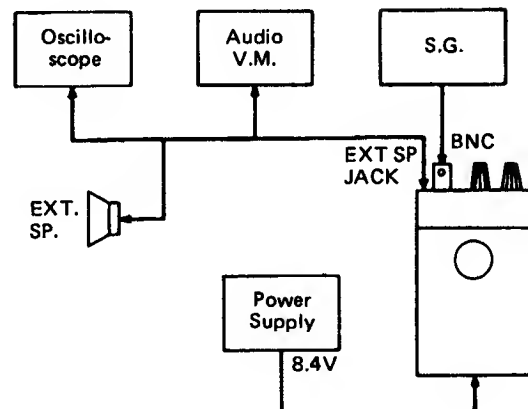 Oscillo-
scope
Audio
V.M.
S.G.
BNC
EXT SP
JACK
EXT.
SP.
Power
Supply
8.4V